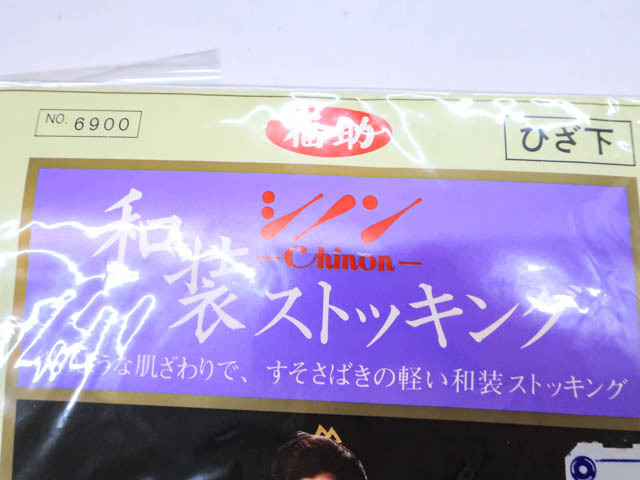 NO. 6900
福助
ひざ下
シノン
Chinon
和装ストッキング
うな肌ざわりで、すそさばきの軽い和装ストッキング